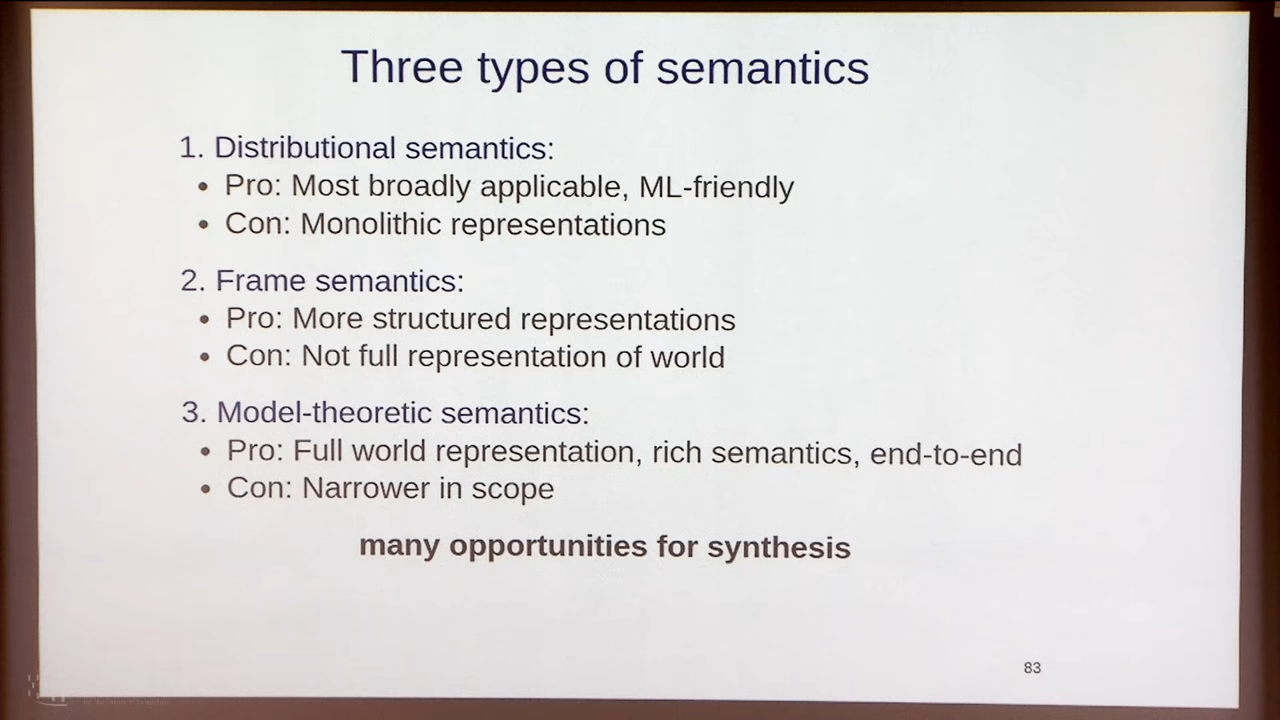 Three types of semantics
1. Distributional semantics:
• Pro: Most broadly applicable, ML-friendly
• Con: Monolithic representations
2. Frame semantics:
• Pro: More structured representations
• Con: Not full representation of world
3. Model-theoretic semantics:
• Pro: Full world representation, rich semantics, end-to-end
• Con: Narrower in scope
many opportunities for synthesis
83